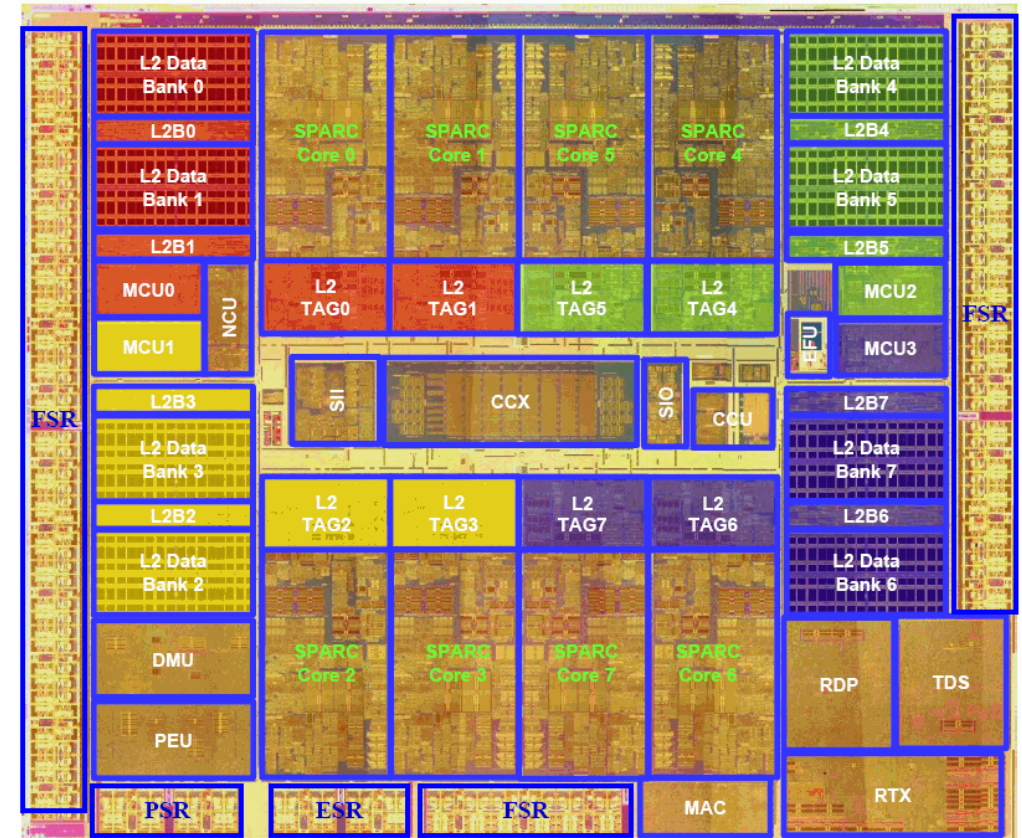 L2 Data
Bank 0
L2B0
L2 Data
Bank 1
L2B1
MCU0
NCU
MCU1
SPARC
Core 0
SPARC
Core 1
SPARC
Core 5
SPARC
Core 4
L2
TAG0
L2
TAG1
L2
TAG5
L2
TAG4
L2 Data
Bank 4
L2B4
L2 Data
Bank 5
L2B5
MCU2
EFU
MCU3
FSR
FSR
SII
CCX
SIO
CCU
L2B3
L2 Data
Bank 3
L2B2
L2 Data
Bank 2
DMU
PEU
L2
TAG2
L2
TAG3
L2
TAG7
L2
TAG6
SPARC
Core 2
SPARC
Core 3
SPARC
Core 7
SPARC
Core 6
L2B7
L2 Data
Bank 7
L2B6
L2 Data
Bank 6
RDP
TDS
RTX
PSR
ESR
FSR
MAC